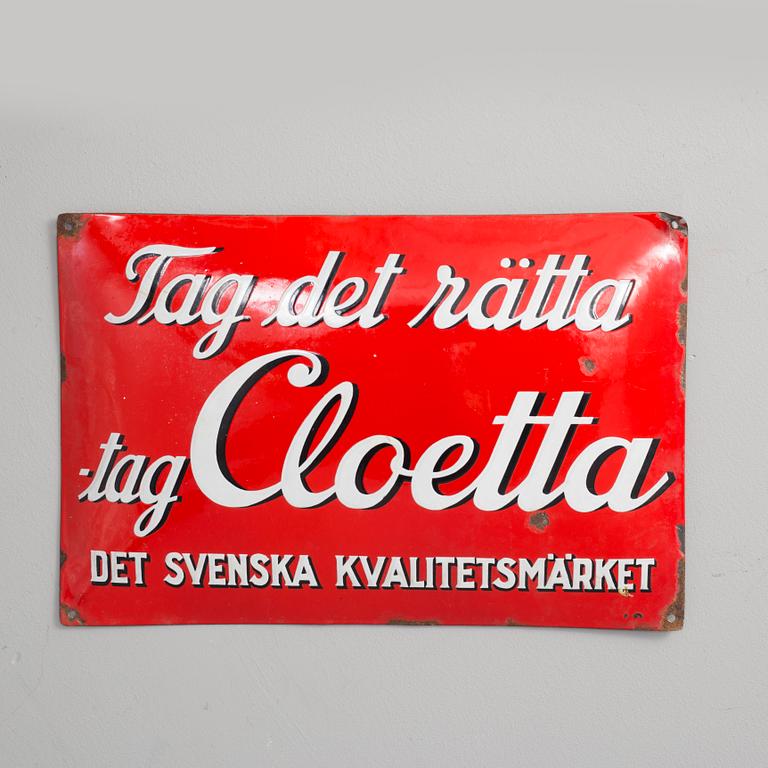 Tag det rätta
-tag Cloetta
DET SVENSKA KVALITETSMÄRKET